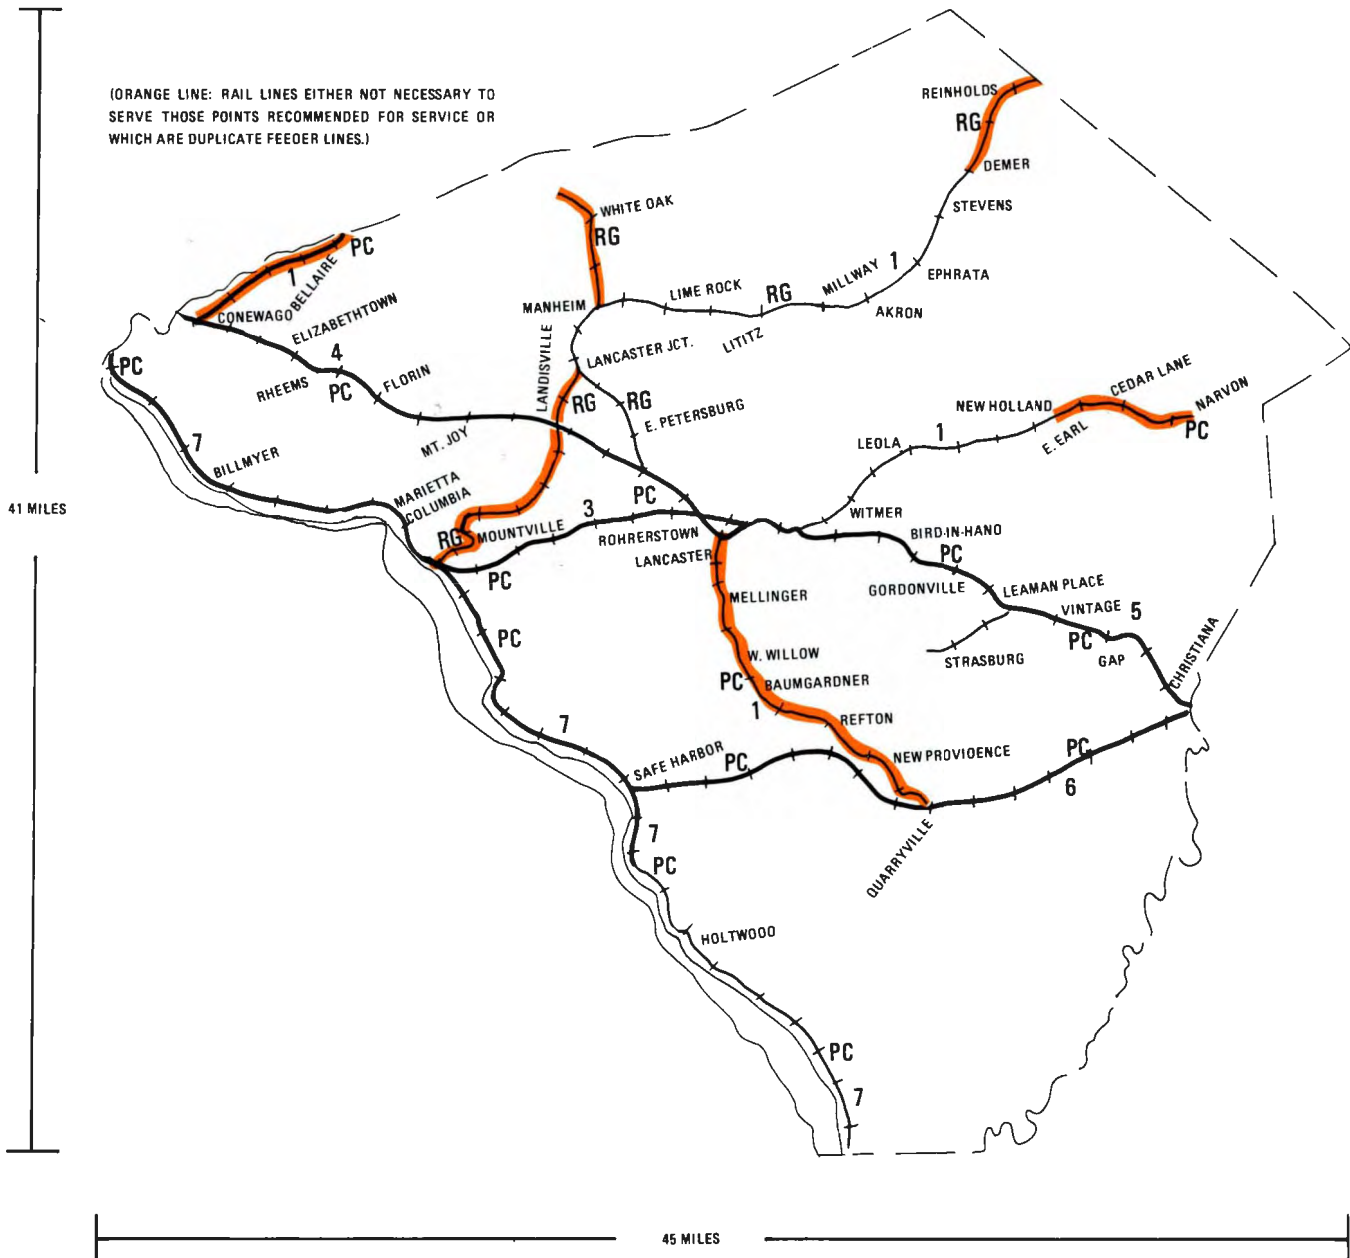 (ORANGE LINE: RAIL LINES EITHER NOT NECESSARY TO
SERVE THOSE POINTS RECOMMENDED FOR SERVICE OR
WHICH ARE DUPLICATE FEEDER LINES.)
REINHOLDS
RG
DEMER
STEVENS
WHITE OAK
RG
PC
1
BELLAIRE
CONEWAGO
ELIZABETHTOWN
MANHEIM
LIME ROCK
RG
MILLWAY
1
EPHRATA
AKRON
LITITZ
LANDISVILLE
LANCASTER JCT.
PC
4
RHEEMS
PC
FLORIN
RG
RG
E. PETERSBURG
CEDAR LANE
NARVON
NEW HOLLAND
PC
E. EARL
1
LEOLA
7
BILLMYER
MT. JOY
MARIETTA
COLUMBIA
PC
41 MILES
3
WITMER
RG
MOUNTVILLE
ROHRERSTOWN
BIRD-IN-HAND
LANCASTER
PC
PC
MELLINGER
GORDONVILLE
LEAMAN PLACE
VINTAGE
5
PC
PC
STRASBURG
GAP
CHRISTIANA
W. WILLOW
PC
BAUMGARDNER
1
REFTON
7
SAFE HARBOR
PC
NEW PROVIDENCE
PC
6
7
PC
QUARRYVILLE
HOLTWOOD
PC
7
45 MILES